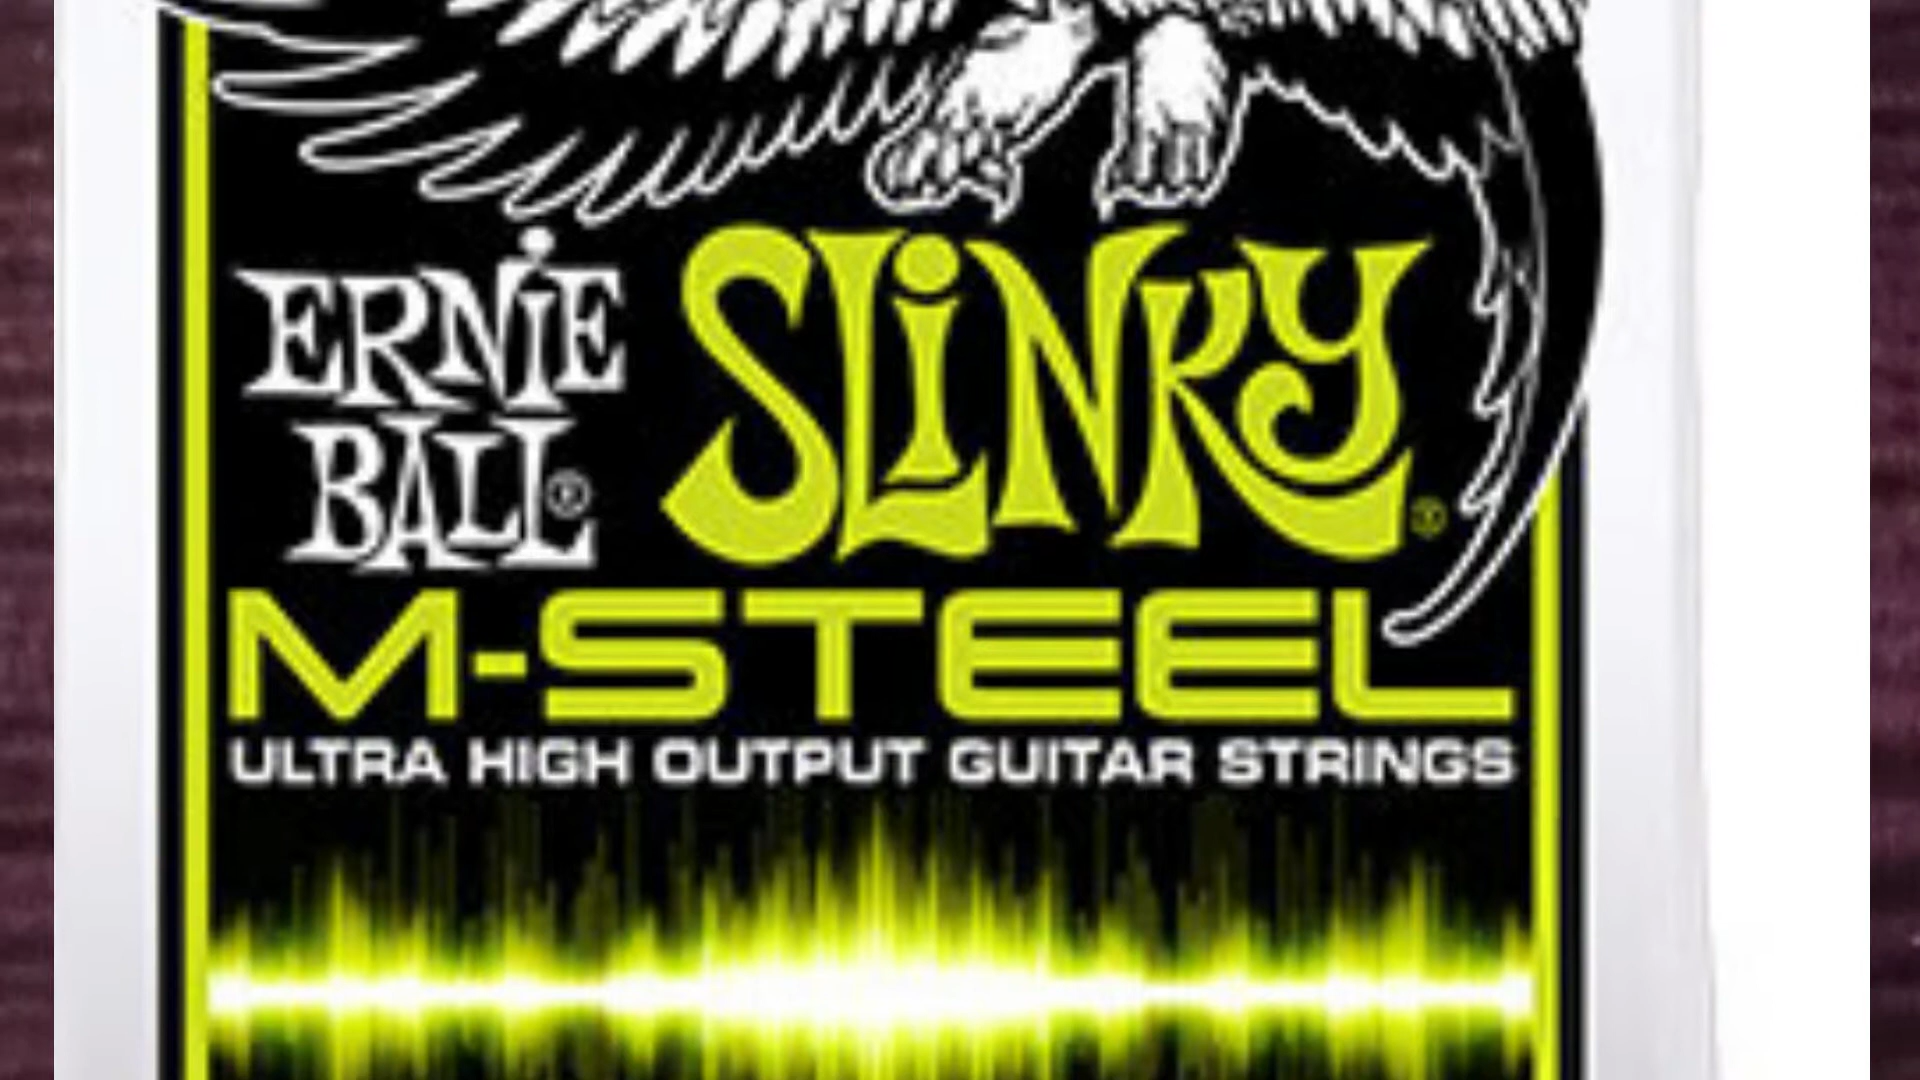 ERNIE
BALL®
SLINKY®
M-STEEL
ULTRA HIGH OUTPUT GUITAR STRINGS